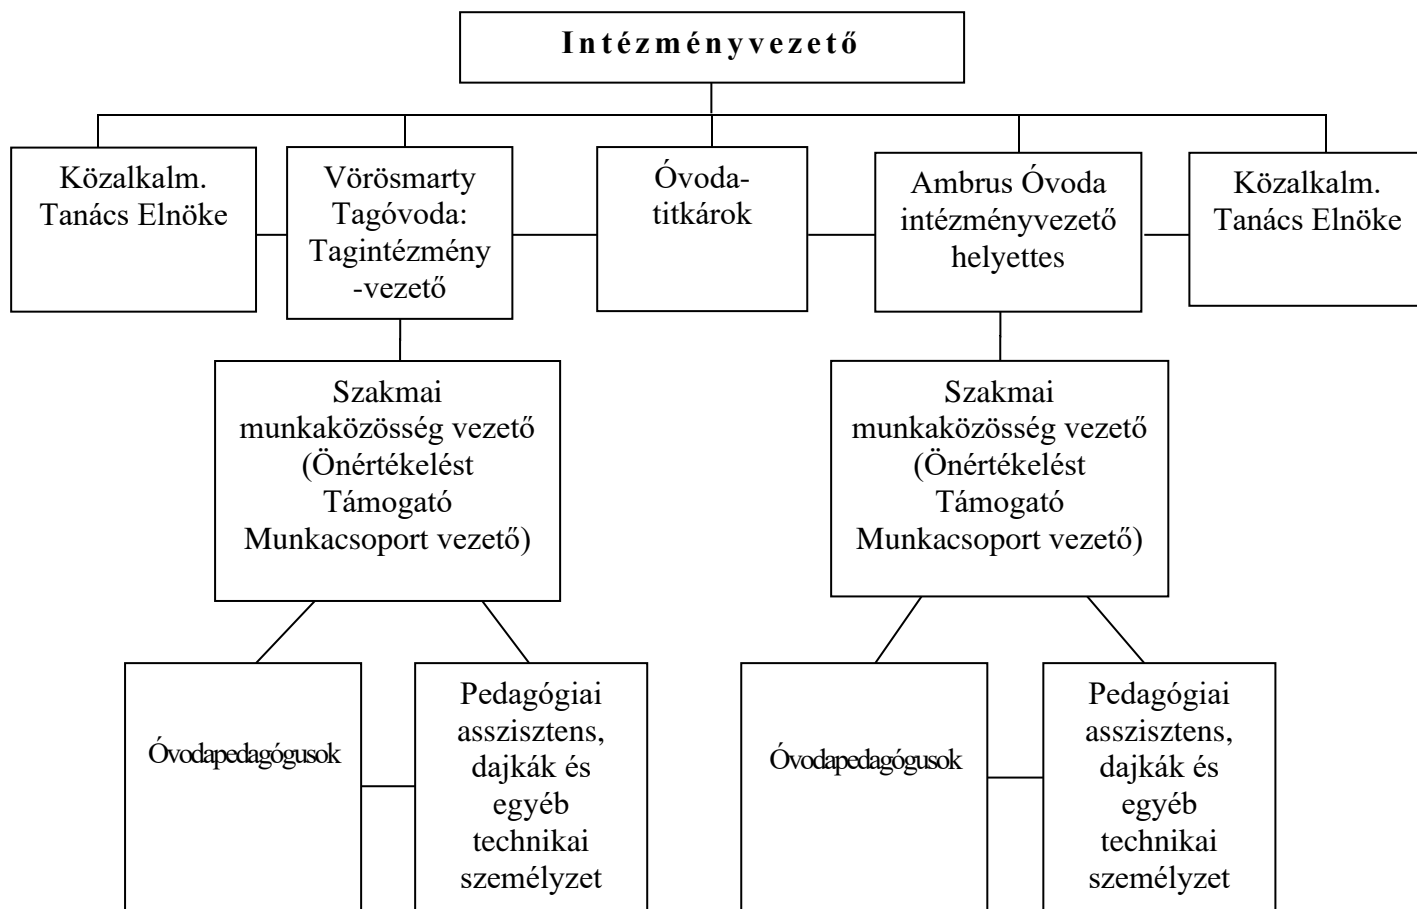 Intézményvezető
Közalkalm.
Tanács Elnöke
Vörösmarty
Tagóvoda:
Tagintézmény
-vezető
Óvoda-
titkárok
Ambrus Óvoda
intézményvezető
helyettes
Közalkalm.
Tanács Elnöke
Szakmai
munkaközösség vezető
(Önértékelést
Támogató
Munkacsoport vezető)
Szakmai
munkaközösség vezető
(Önértékelést
Támogató
Munkacsoport vezető)
Óvodapedagógusok
Pedagógiai
asszisztens,
dajkák és
egyéb
technikai
személyzet
Óvodapedagógusok
Pedagógiai
asszisztens,
dajkák és
egyéb
technikai
személyzet